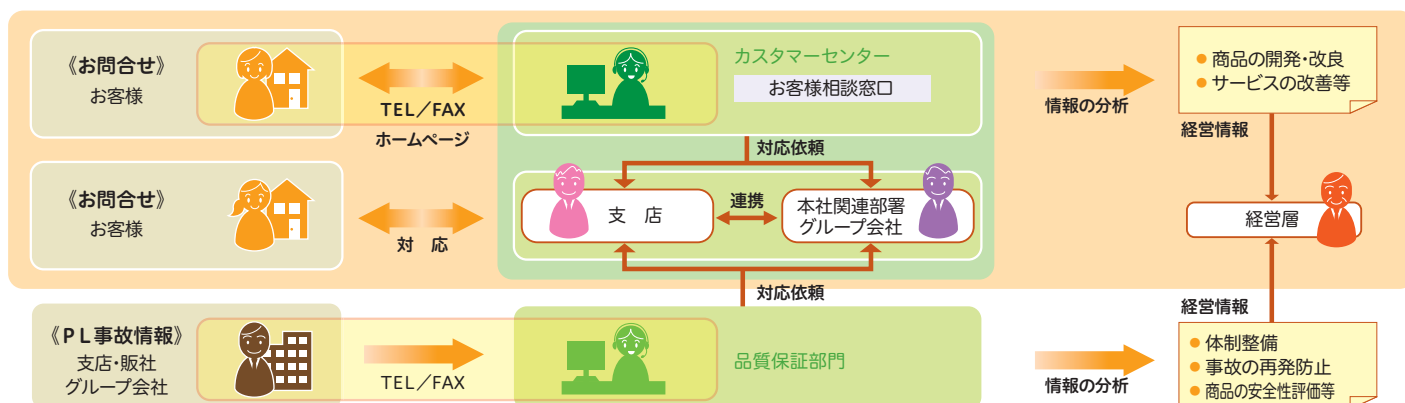 《お問合せ》
お客様
TEL／FAX
ホームページ
カスタマーセンター
お客様相談窓口
情報の分析
● 商品の開発・改良
● サービスの改善等
経営情報
対応依頼
《お問合せ》
お客様
対　応
支　店
連携
本社関連部署
グループ会社
経営層
対応依頼
経営情報
《ＰＬ事故情報》
支店・販社
グループ会社
TEL／FAX
品質保証部門
情報の分析
● 体制整備
● 事故の再発防止
● 商品の安全性評価等